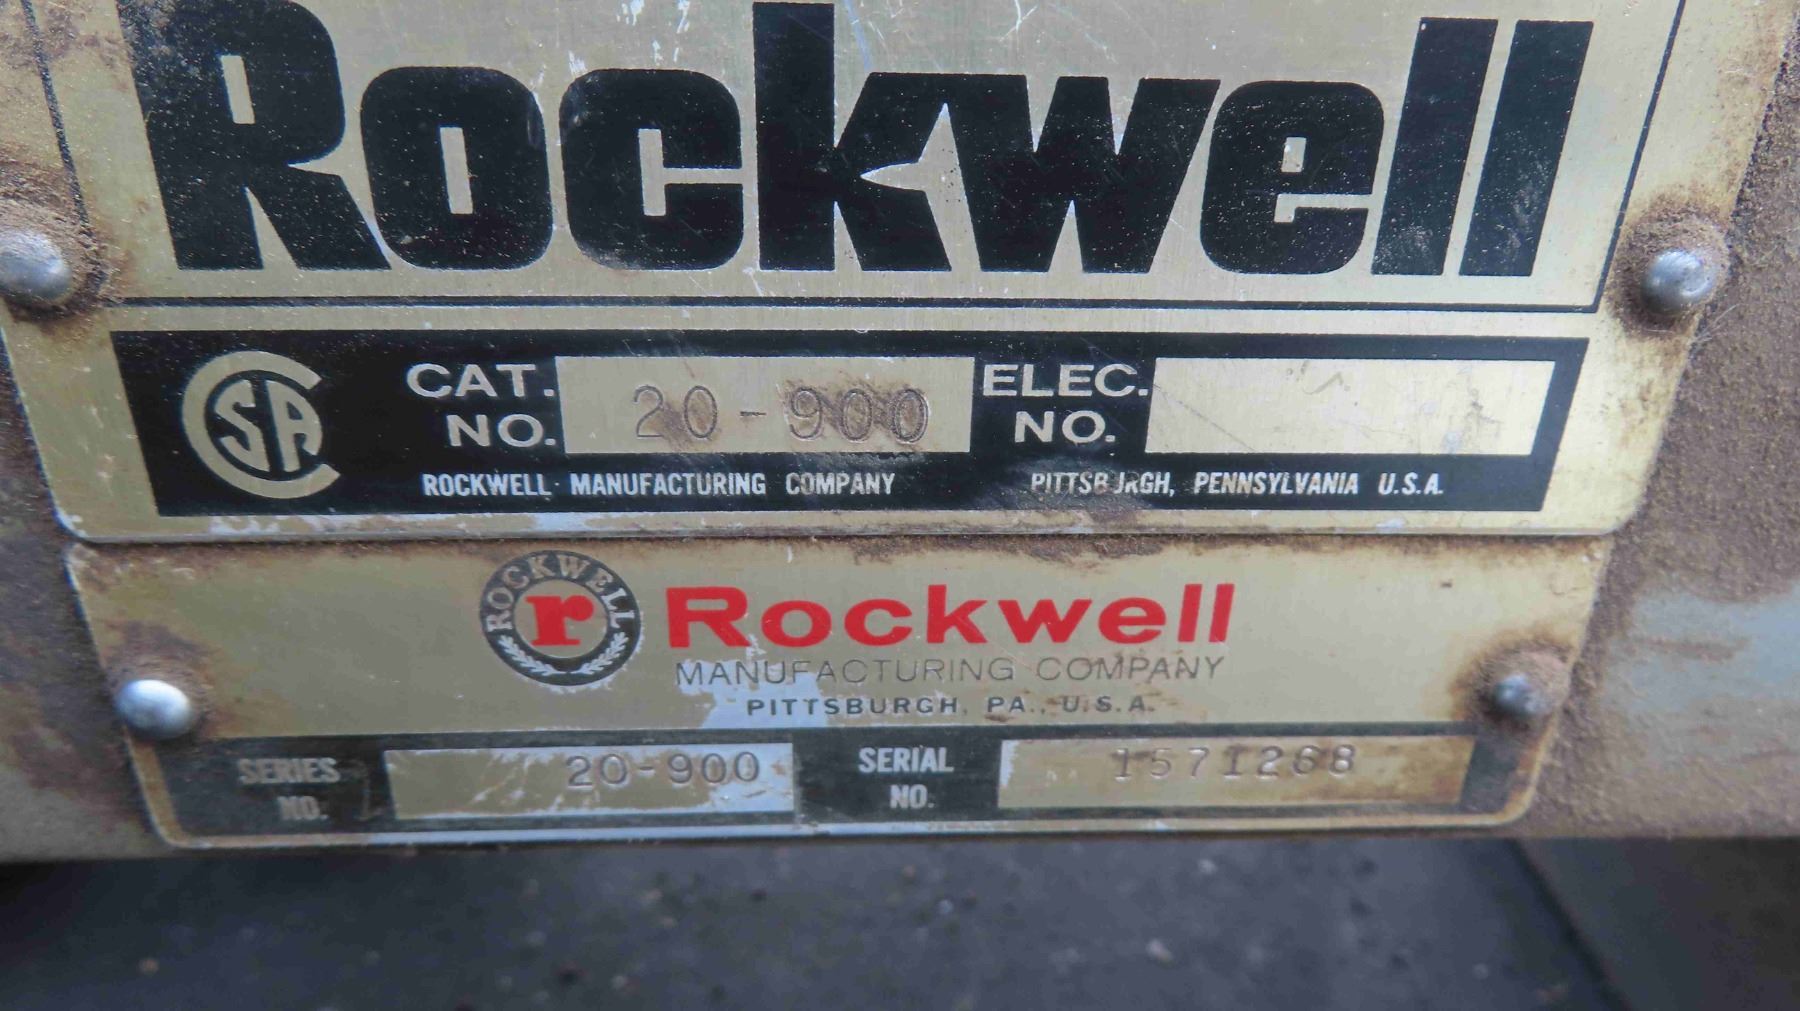 Rockwell
CSA
CAT. NO. 20-900 ELEC. NO.
ROCKWELL MANUFACTURING COMPANY PITTSBURGH, PENNSYLVANIA U.S.A.
ROCKWELL
r
Rockwell
MANUFACTURING COMPANY
PITTSBURGH, PA., U.S.A.
SERIES NO. 20-900 SERIAL NO. 1571268